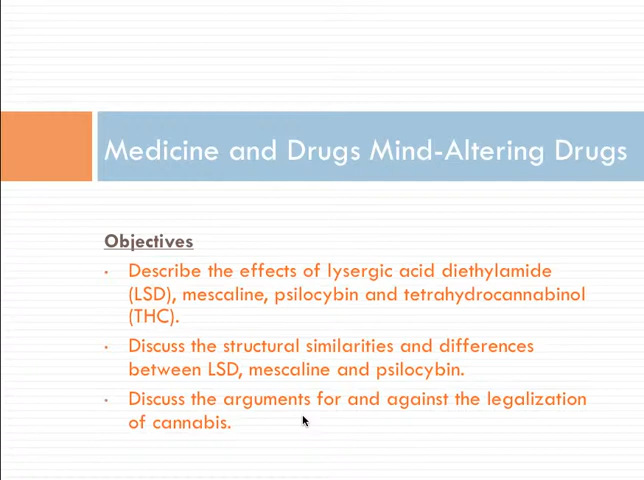 Medicine and Drugs Mind-Altering Drugs
Objectives
• Describe the effects of lysergic acid diethylamide
(LSD), mescaline, psilocybin and tetrahydrocannabinol
(THC).
• Discuss the structural similarities and differences
between LSD, mescaline and psilocybin.
• Discuss the arguments for and against the legalization
of cannabis.